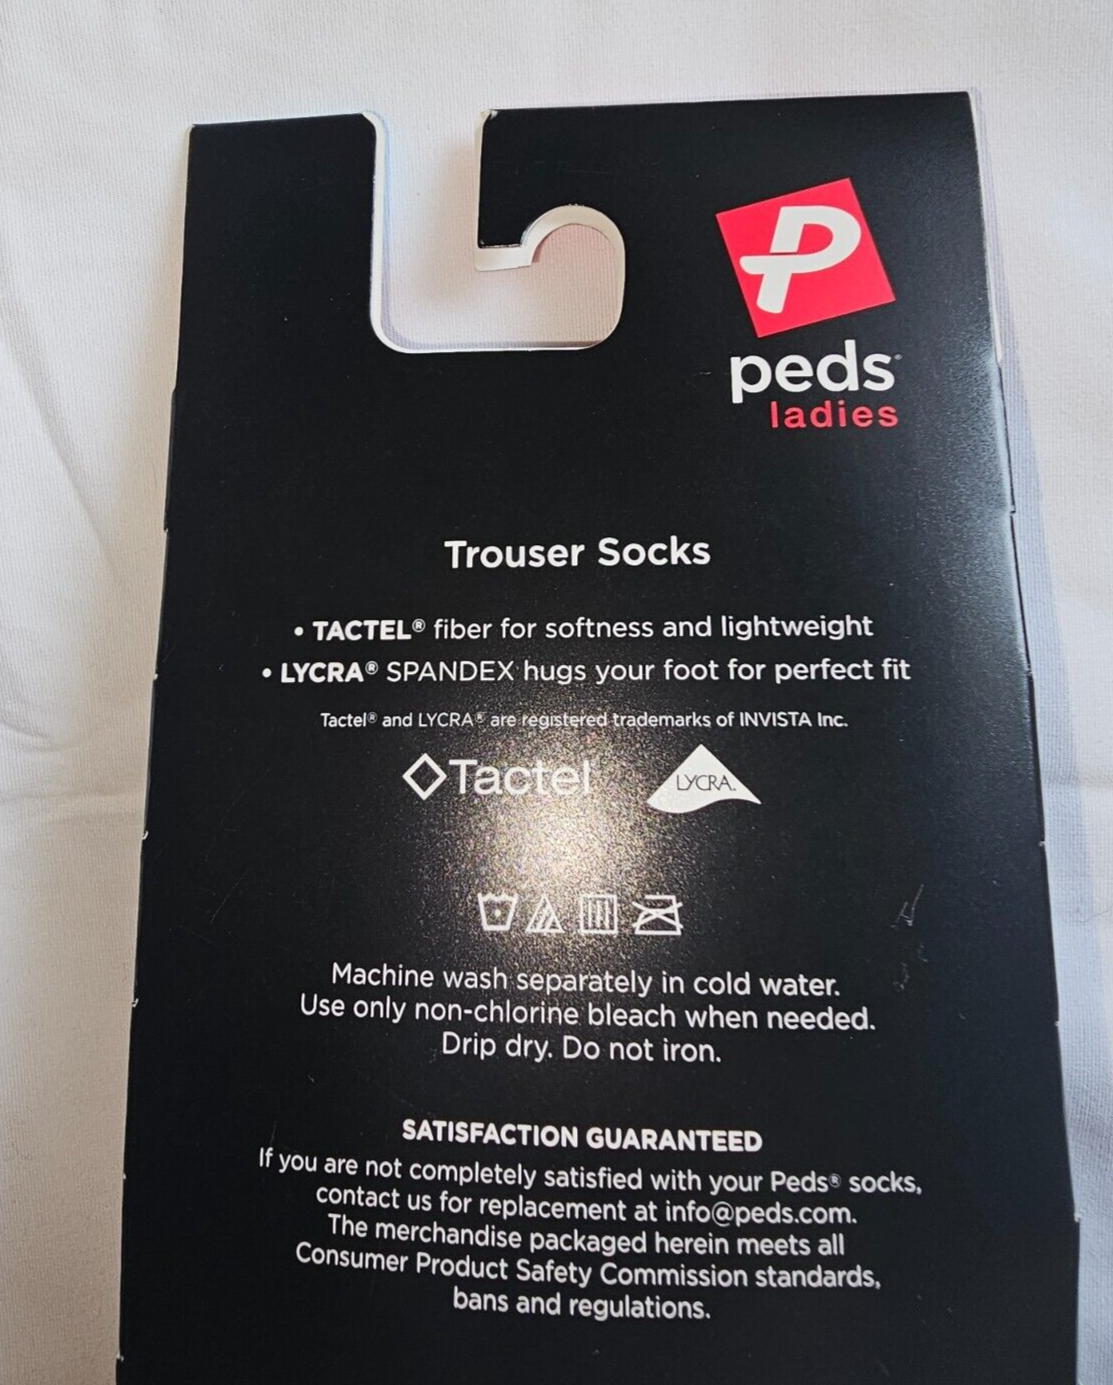 P
peds®
ladies
Trouser Socks
• TACTEL® fiber for softness and lightweight
• LYCRA® SPANDEX hugs your foot for perfect fit
Tactel® and LYCRA® are registered trademarks of INVISTA Inc.
Tactel LYCRA.
Machine wash separately in cold water.
Use only non-chlorine bleach when needed.
Drip dry. Do not iron.
SATISFACTION GUARANTEED
If you are not completely satisfied with your Peds® socks,
contact us for replacement at info@peds.com.
The merchandise packaged herein meets all
Consumer Product Safety Commission standards,
bans and regulations.